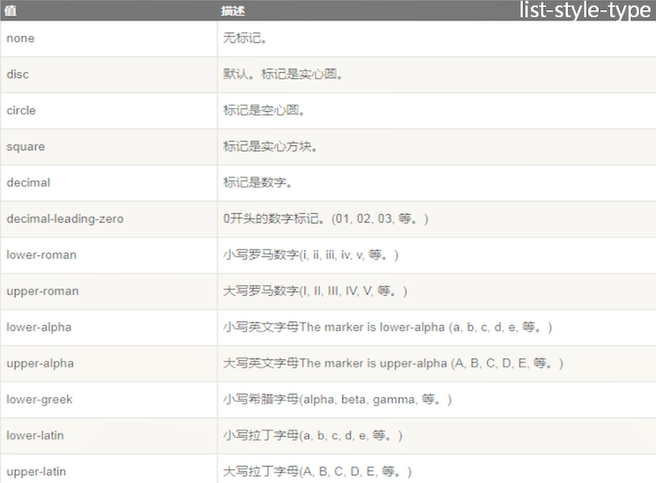 值 描述 list-style-type
none 无标记。
disc 默认。标记是实心圆。
circle 标记是空心圆。
square 标记是实心方块。
decimal 标记是数字。
decimal-leading-zero 0开头的数字标记。(01, 02, 03, 等。)
lower-roman 小写罗马数字(i, ii, iii, iv, v, 等。)
upper-roman 大写罗马数字(I, II, III, IV, V, 等。)
lower-alpha 小写英文字母The marker is lower-alpha (a, b, c, d, e, 等。)
upper-alpha 大写英文字母The marker is upper-alpha (A, B, C, D, E, 等。)
lower-greek 小写希腊字母(alpha, beta, gamma, 等。)
lower-latin 小写拉丁字母(a, b, c, d, e, 等。)
upper-latin 大写拉丁字母(A, B, C, D, E, 等。)